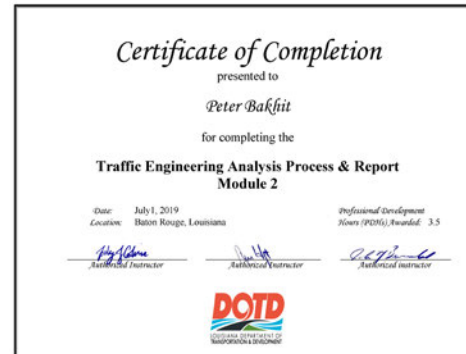 Certificate of Completion
presented to
Peter Bakhit
for completing the
Traffic Engineering Analysis Process & Report
Module 2
Date: July1, 2019
Location: Baton Rouge, Louisiana
Professional Development
Hours (PDHs) Awarded: 3.5
Authorized Instructor
Authorized Instructor
Authorized instructor
DOTD
LOUISIANA DEPARTMENT OF
TRANSPORTATION & DEVELOPMENT